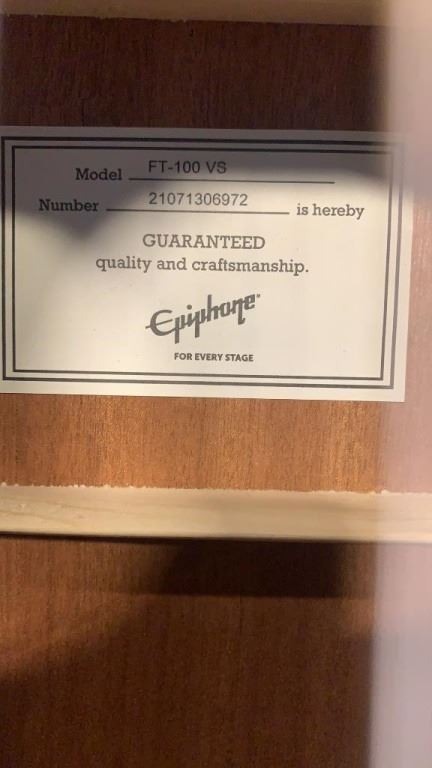 Model FT-100 VS
Number 21071306972 is hereby
GUARANTEED
quality and craftsmanship.
Epiphone
FOR EVERY STAGE